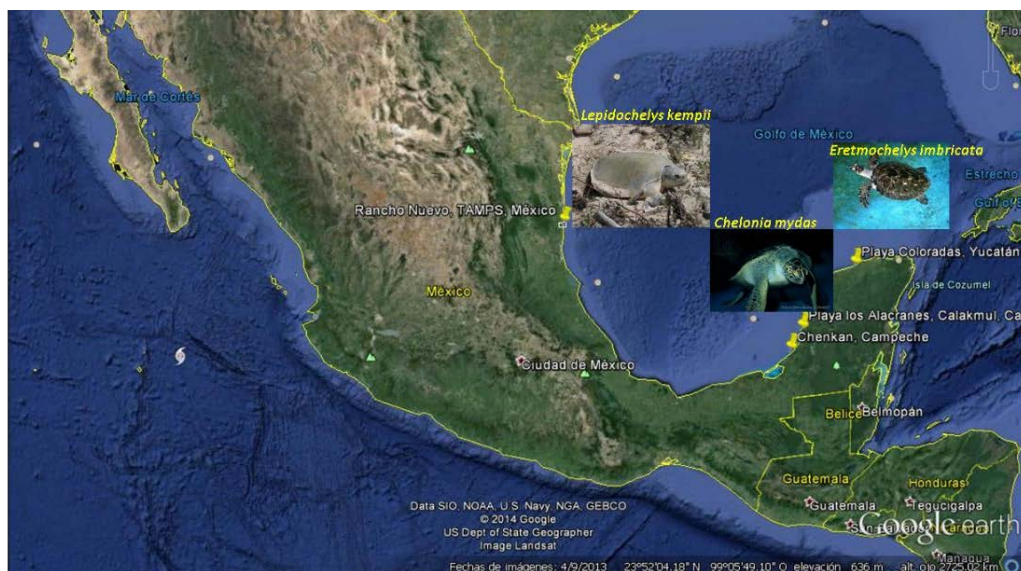 Mar de Cortés
Lepidochelys kempii
Golfo de México
Eretmochelys imbricata
Estrecho
Rancho Nuevo, TAMPS, México
Chelonia mydas
Playa Coloradas, Yucatán
México
Isla de Cozumel
Playa los Alacranes, Calakmul, Ca
Chenkan, Campeche
Ciudad de México
Belice
Belmopán
Guatemala
Honduras
Guatemala
Tegucigalpa
Data SIO, NOAA, U.S. Navy, NGA, GEBCO
© 2014 Google
US Dept of State Geographer
Image Landsat
Google earth
Managua
Fechas de imágenes: 4/9/2013 23°52'04.18" N 99°05'49.10" O elevación 636 m alt. ojo 2725.02 km